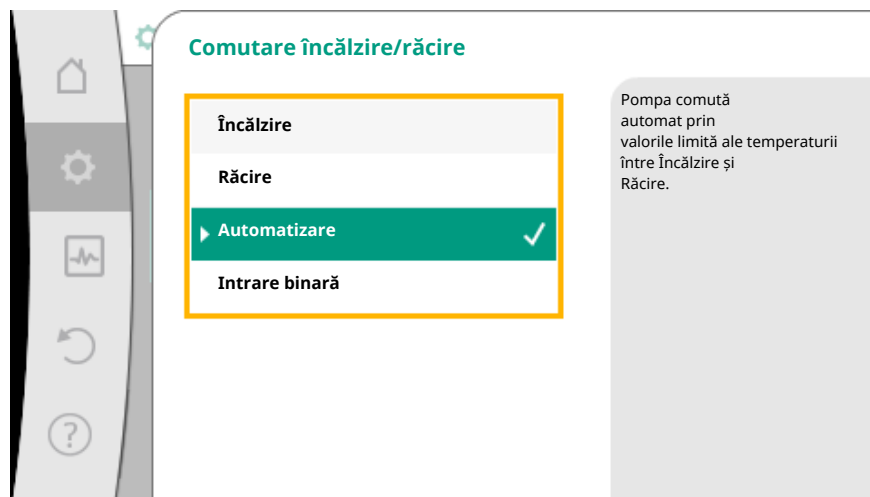 Comutare încălzire/răcire
Încălzire
Răcire
Automatizare
Intrare binară
Pompa comută
automat prin
valorile limită ale temperaturii
între Încălzire și
Răcire.
?